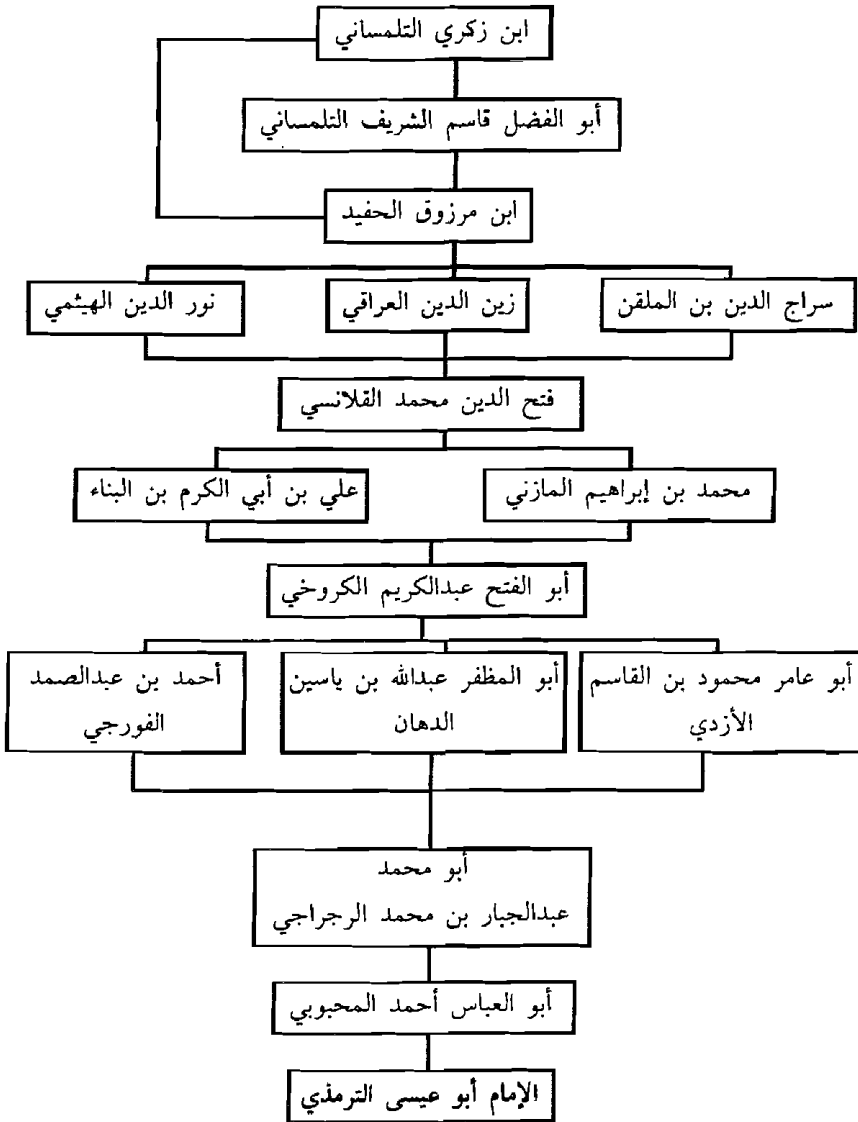 ابن زكري التلمساني
أبو الفضل قاسم الشريف التلمساني
ابن مرزوق الحفيد
سراج الدين بن الملقن
زين الدين العراقي
نور الدين الهيثمي
فتح الدين محمد القلانسي
محمد بن إبراهيم المازني
علي بن أبي الكرم بن البناء
أبو الفتح عبدالكريم الكروخي
أبو عامر محمود بن القاسم
الأزدي
أبو المظفر عبدالله بن ياسين
الدهان
أحمد بن عبدالصمد
الفورجي
أبو محمد
عبدالجبار بن محمد الرجراجي
أبو العباس أحمد المحبوبي
الإمام أبو عيسى الترمذي